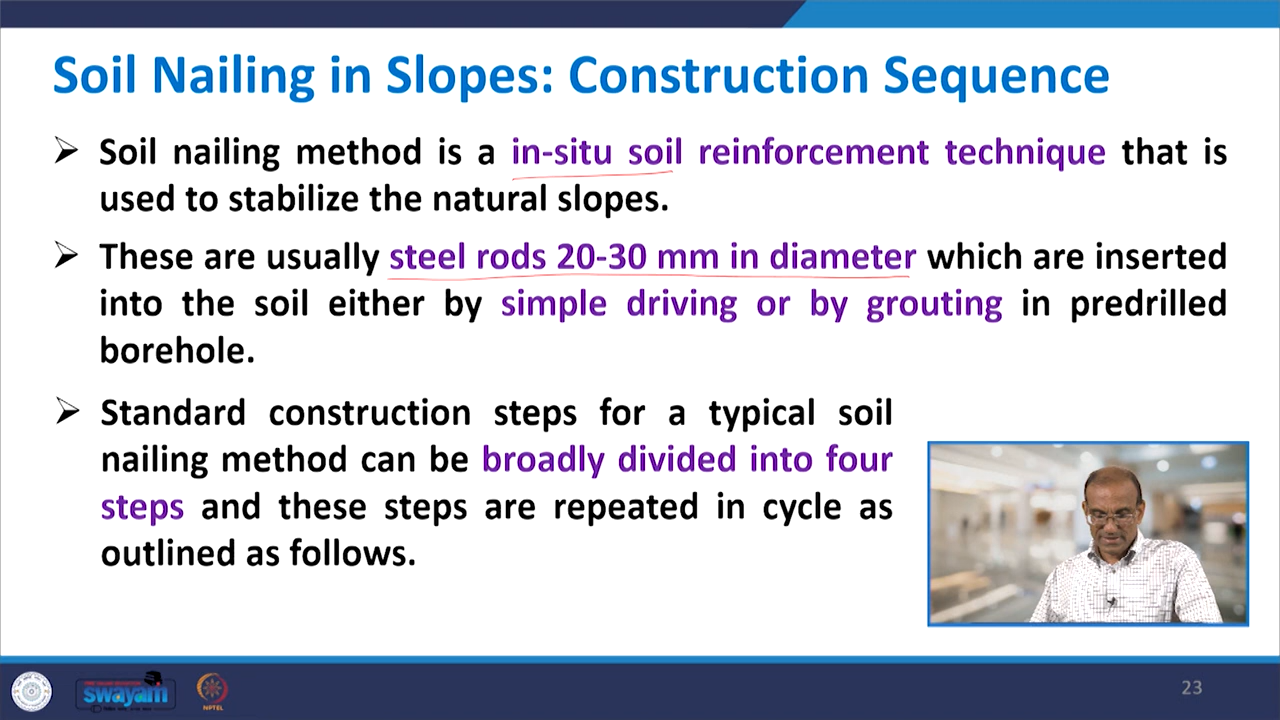 Soil Nailing in Slopes: Construction Sequence
➢ Soil nailing method is a in-situ soil reinforcement technique that is
used to stabilize the natural slopes.
➢ These are usually steel rods 20-30 mm in diameter which are inserted
into the soil either by simple driving or by grouting in predrilled
borehole.
➢ Standard construction steps for a typical soil
nailing method can be broadly divided into four
steps and these steps are repeated in cycle as
outlined as follows.
swayam
NPTEL
23